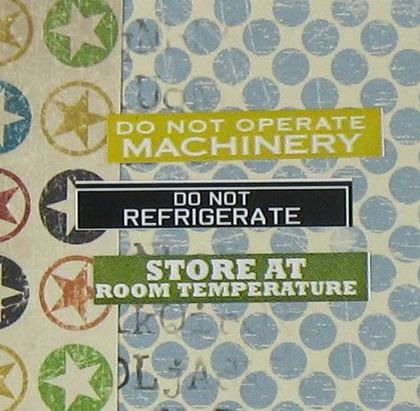 DO NOT OPERATE
MACHINERY
DO NOT
REFRIGERATE
STORE AT
ROOM TEMPERATURE